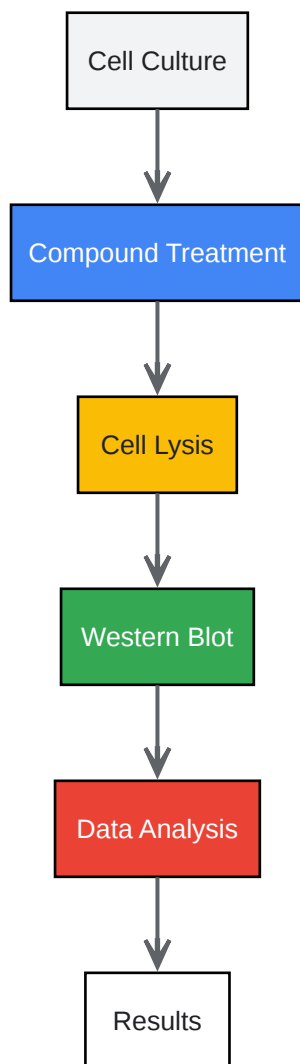 Cell Culture
Compound Treatment
Cell Lysis
Western Blot
Data Analysis
Results